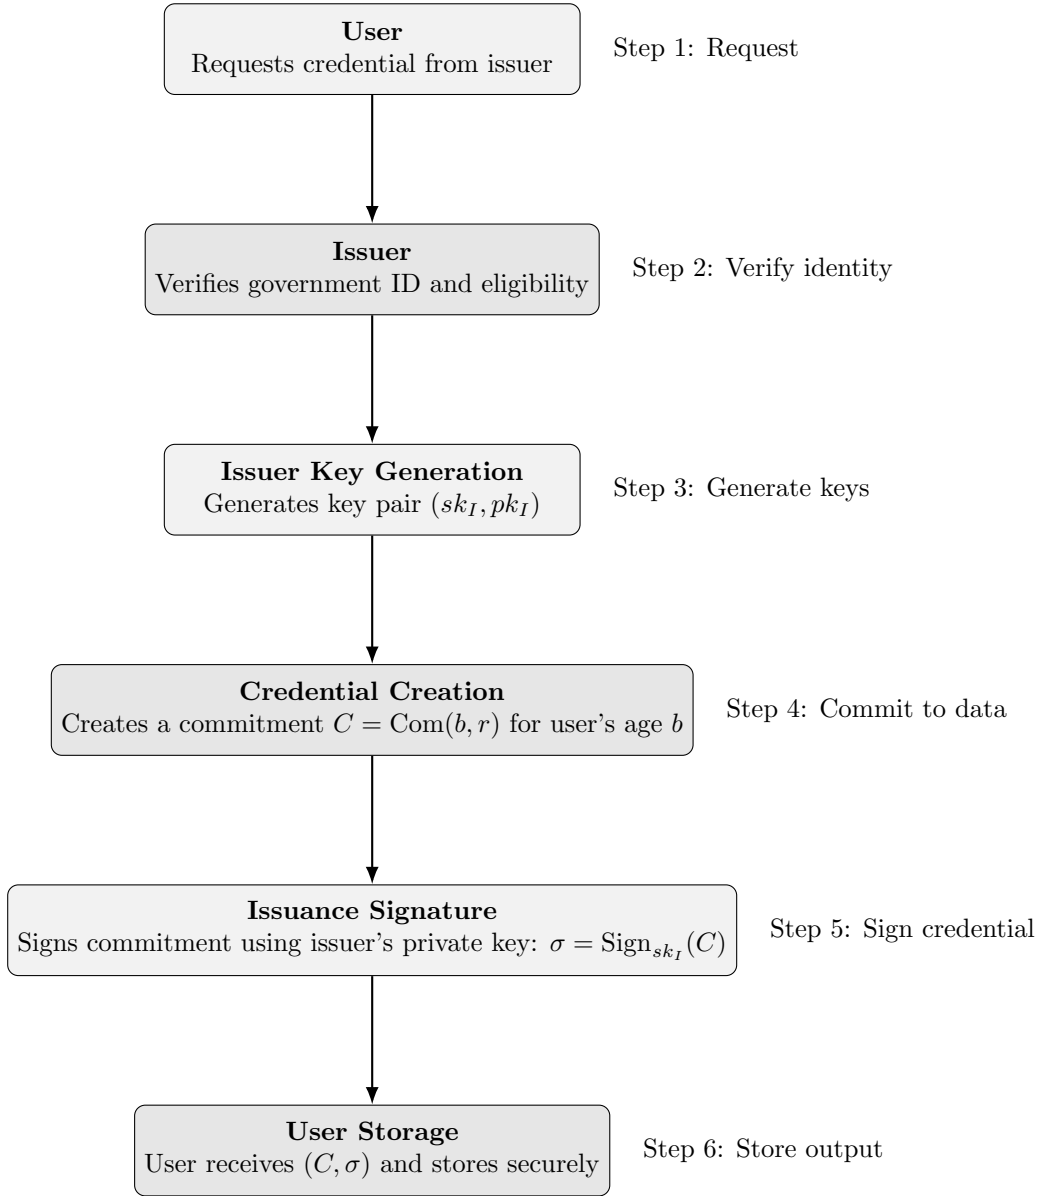 User
Requests credential from issuer
Step 1: Request
Issuer
Verifies government ID and eligibility
Step 2: Verify identity
Issuer Key Generation
Generates key pair (sk_I, pk_I)
Step 3: Generate keys
Credential Creation
Creates a commitment C = Com(b, r) for user's age b
Step 4: Commit to data
Issuance Signature
Signs commitment using issuer's private key: σ = Sign_{sk_I}(C)
Step 5: Sign credential
User Storage
User receives (C, σ) and stores securely
Step 6: Store output